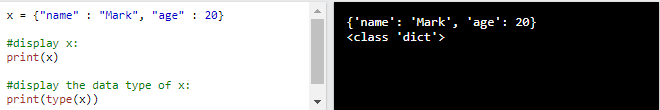 x = {"name" : "Mark", "age" : 20}
#display x:
print(x)
#display the data type of x:
print(type(x))
{'name': 'Mark', 'age': 20}
<class 'dict'>